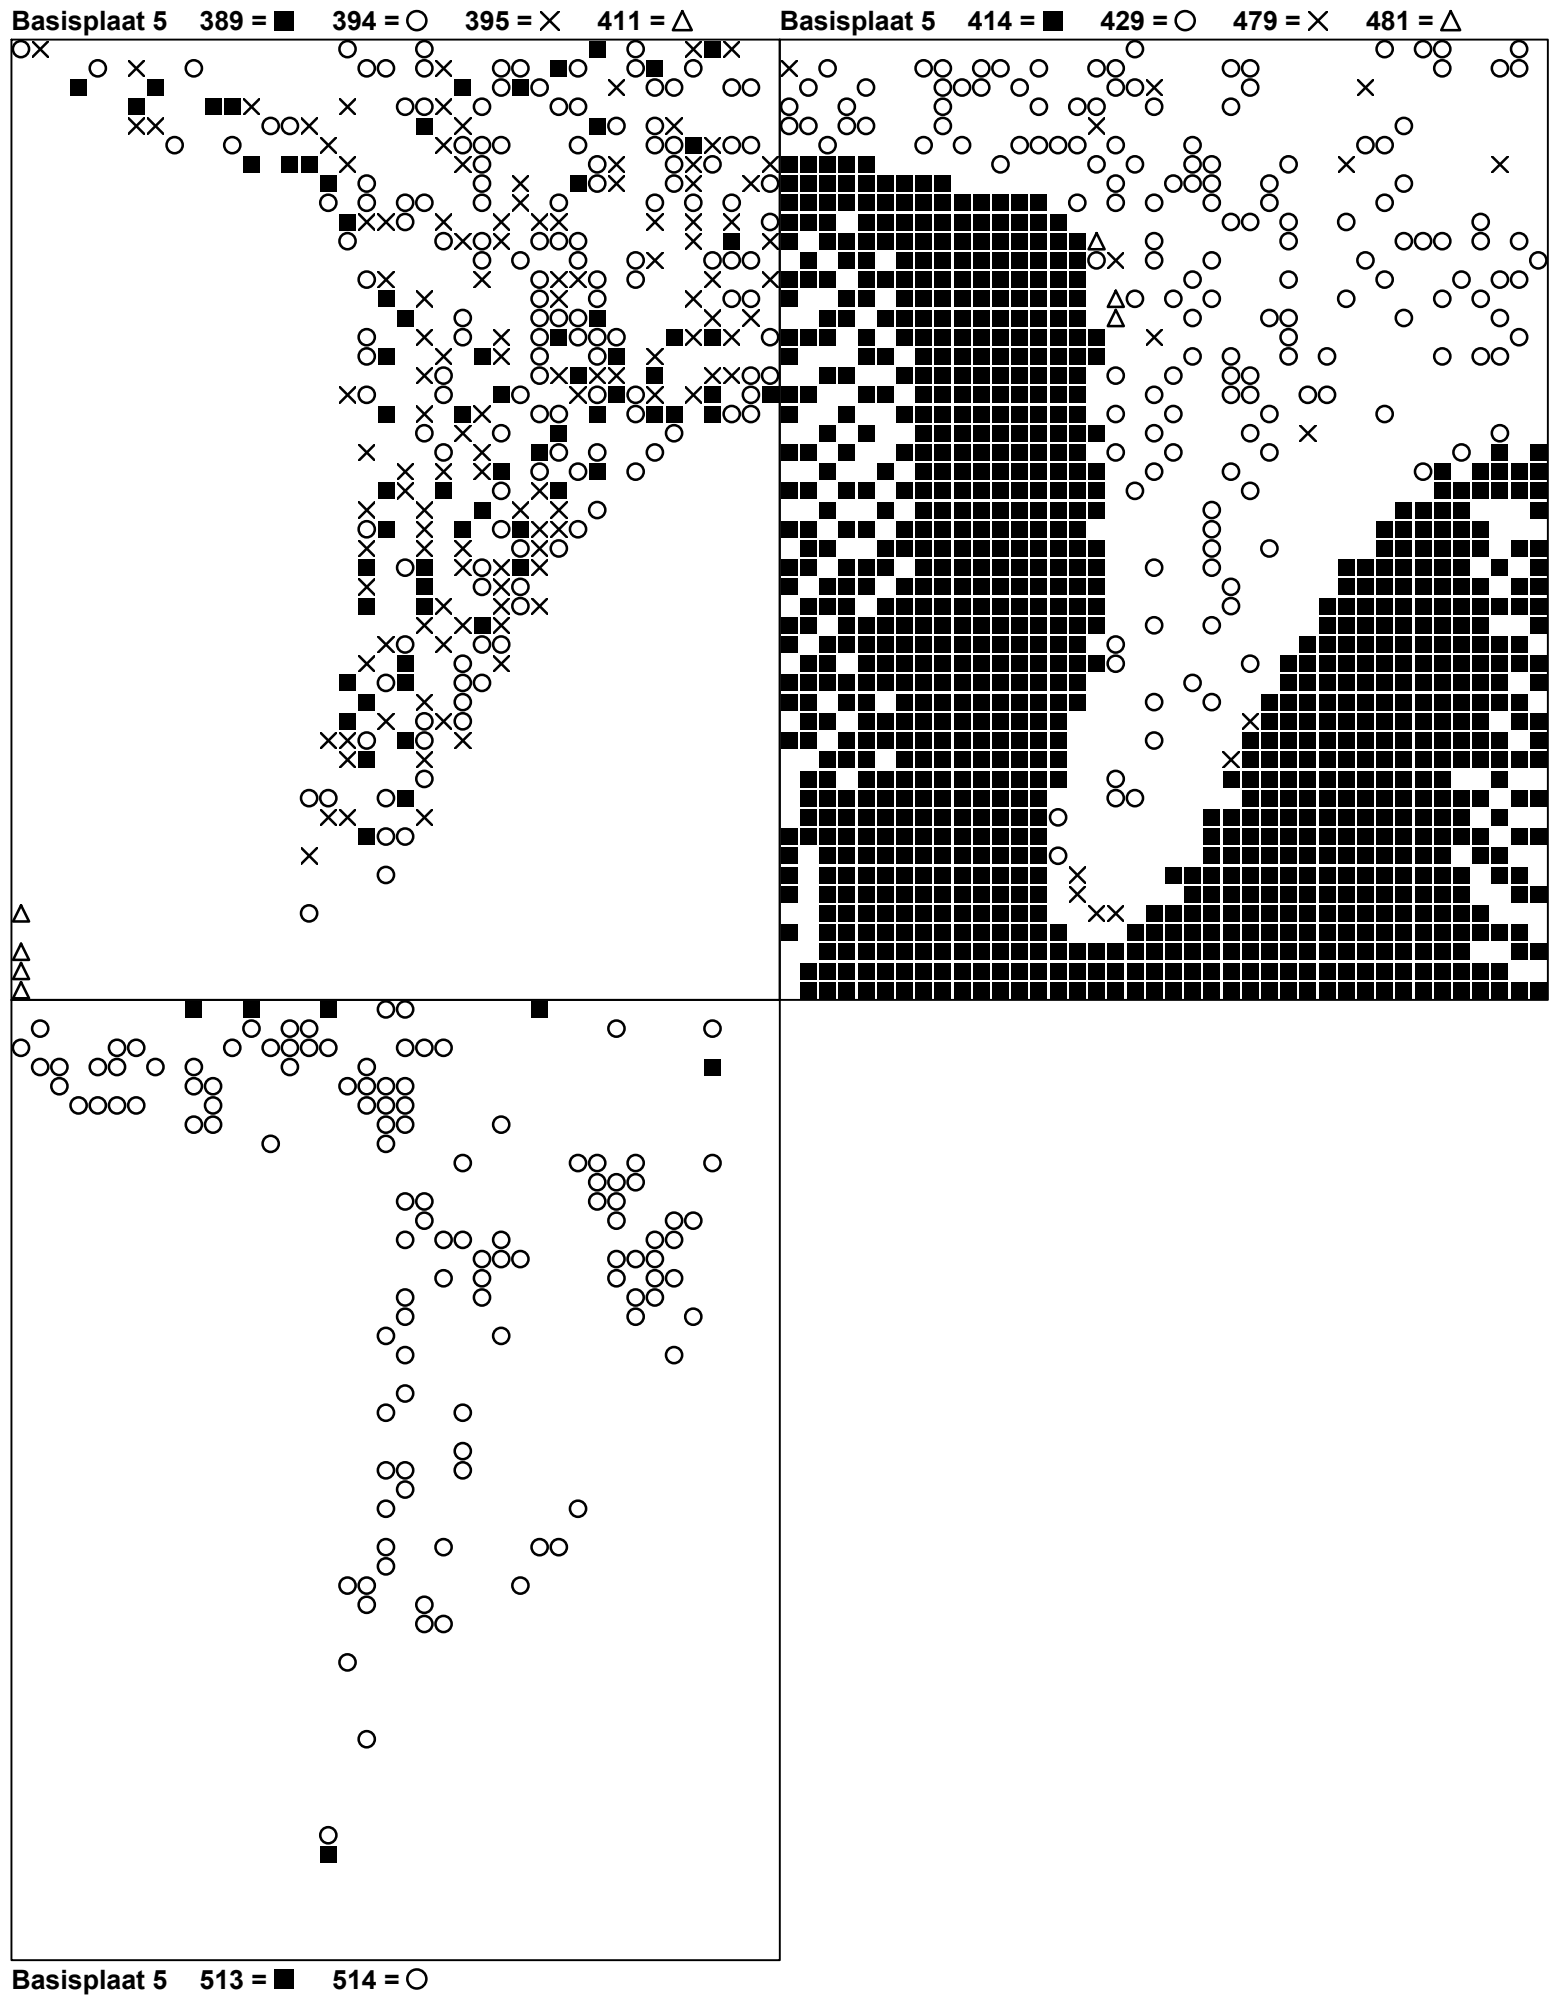 Basisplaat 5 389 = ■ 394 = ○ 395 = × 411 = △
Basisplaat 5 414 = ■ 429 = ○ 479 = × 481 = △
Basisplaat 5 513 = ■ 514 = ○